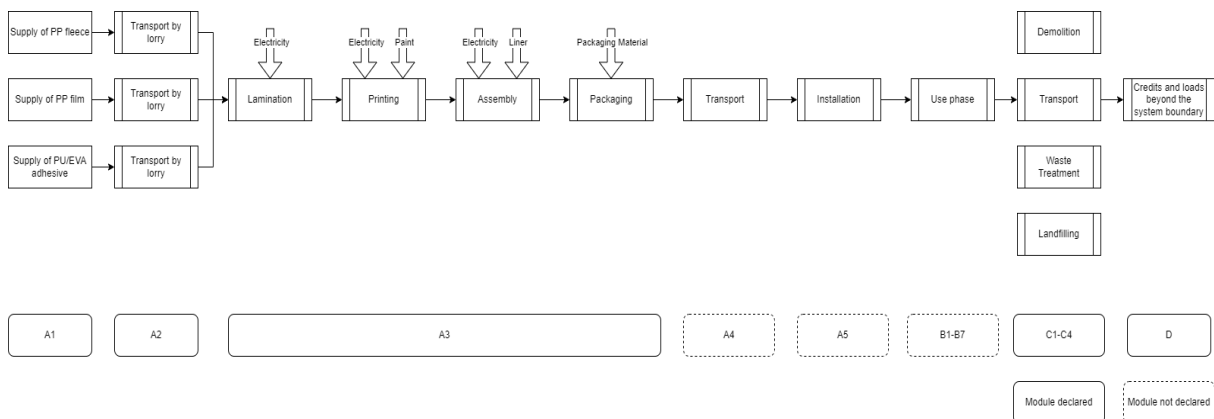 Supply of PP fleece
Transport by
lorry
Electricity
Electricity
Paint
Electricity
Liner
Packaging Material
Demolition
Supply of PP film
Transport by
lorry
Lamination
Printing
Assembly
Packaging
Transport
Installation
Use phase
Transport
Credits and loads
beyond the
system boundary
Supply of PU/EVA
adhesive
Transport by
lorry
Waste
Treatment
Landfilling
A1
A2
A3
A4
A5
B1-B7
C1-C4
D
Module declared
Module not declared